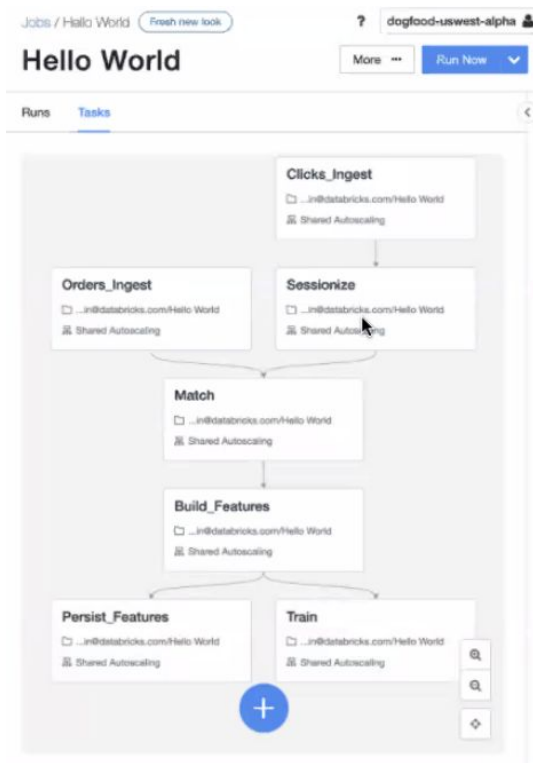 Jobs / Hello World Fresh new look ? dogfood-uswest-alpha
Hello World
More ··· Run Now
Runs Tasks
Clicks_Ingest
...in@databricks.com/Hello World
Shared Autoscaling
Orders_Ingest
...in@databricks.com/Hello World
Shared Autoscaling
Sessionize
...in@databricks.com/Hello World
Shared Autoscaling
Match
...in@databricks.com/Hello World
Shared Autoscaling
Build_Features
...in@databricks.com/Hello World
Shared Autoscaling
Persist_Features
...in@databricks.com/Hello World
Shared Autoscaling
Train
...in@databricks.com/Hello World
Shared Autoscaling